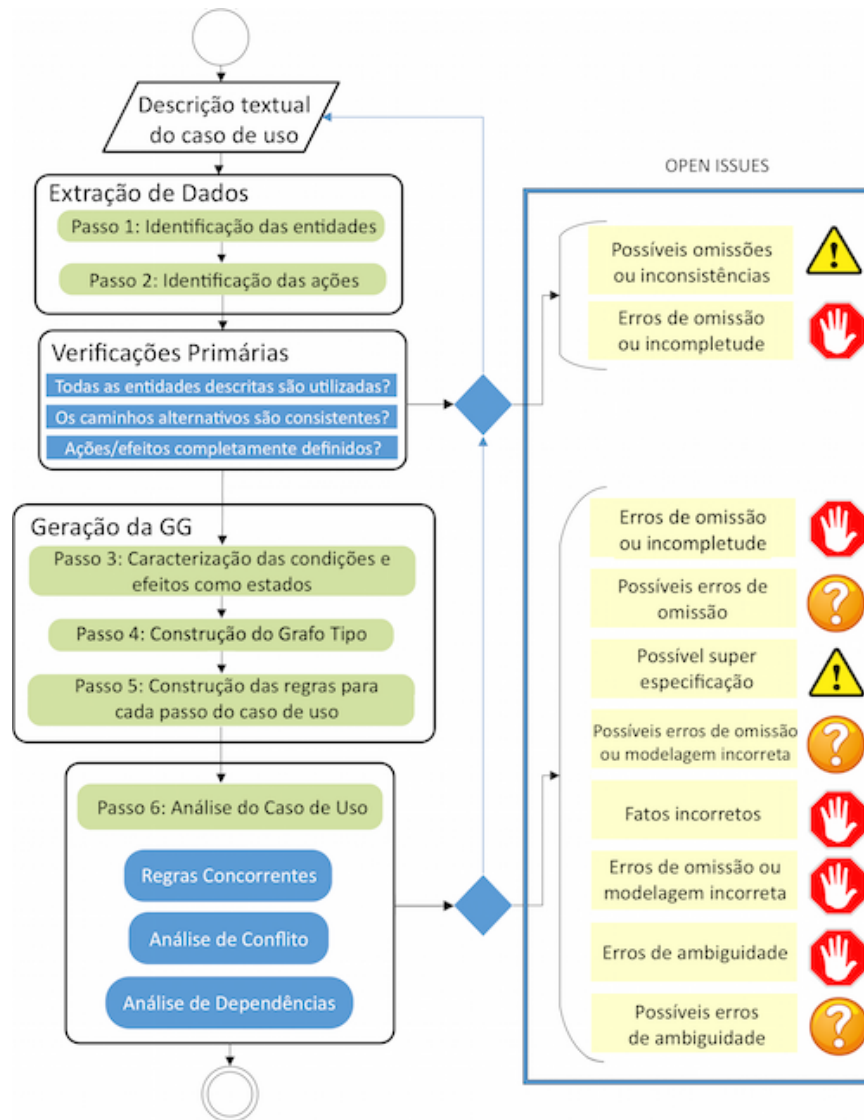 Descrição textual
do caso de uso
Extração de Dados
Passo 1: Identificação das entidades
Passo 2: Identificação das ações
Verificações Primárias
Todas as entidades descritas são utilizadas?
Os caminhos alternativos são consistentes?
Ações/efeitos completamente definidos?
Geração da GG
Passo 3: Caracterização das condições e
efeitos como estados
Passo 4: Construção do Grafo Tipo
Passo 5: Construção das regras para
cada passo do caso de uso
Passo 6: Análise do Caso de Uso
Regras Concorrentes
Análise de Conflito
Análise de Dependências
OPEN ISSUES
Possíveis omissões
ou inconsistências
!
Erros de omissão
ou incompletude
Erros de omissão
ou incompletude
Possíveis erros de
omissão
?
Possível super
especificação
!
Possíveis erros de omissão
ou modelagem incorreta
?
Fatos incorretos
Erros de omissão ou
modelagem incorreta
Erros de ambiguidade
Possíveis erros
de ambiguidade
?